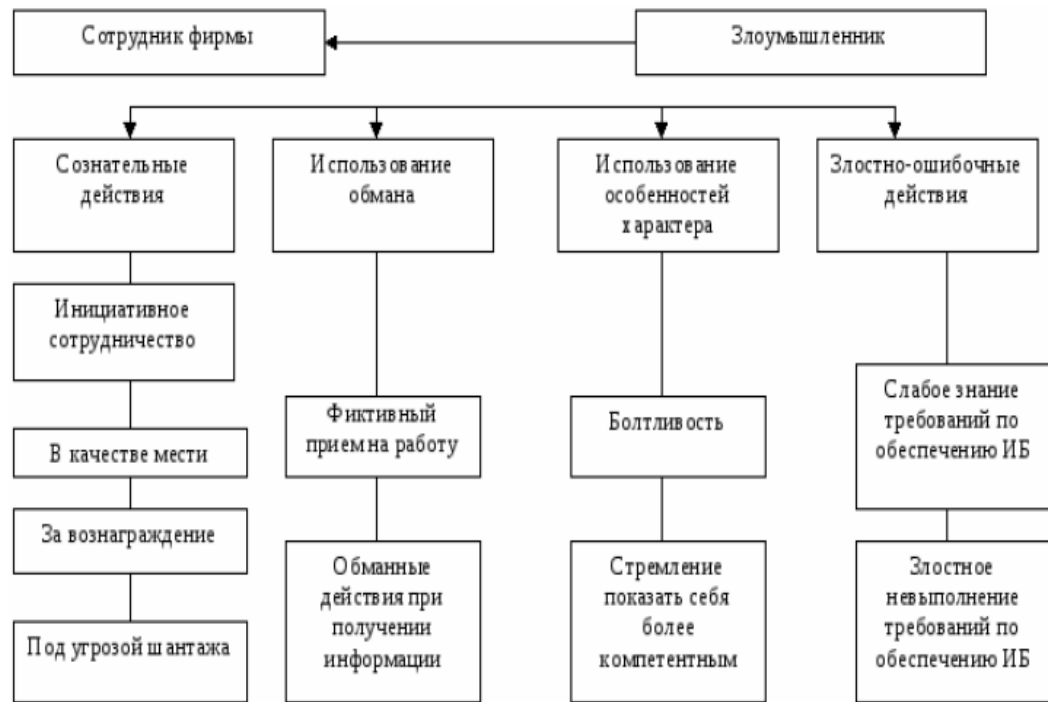 Сотрудник фирмы
Злоумышленник
Сознательные
действия
Использование
обмана
Использование
особенностей
характера
Злостно-ошибочные
действия
Инициативное
сотрудничество
В качестве мести
За вознаграждение
Под угрозой шантажа
Фиктивный
прием на работу
Обманные
действия при
получении
информации
Болтливость
Стремление
показать себя
более
компетентным
Слабое знание
требований по
обеспечению ИБ
Злостное
невыполнение
требований по
обеспечению ИБ